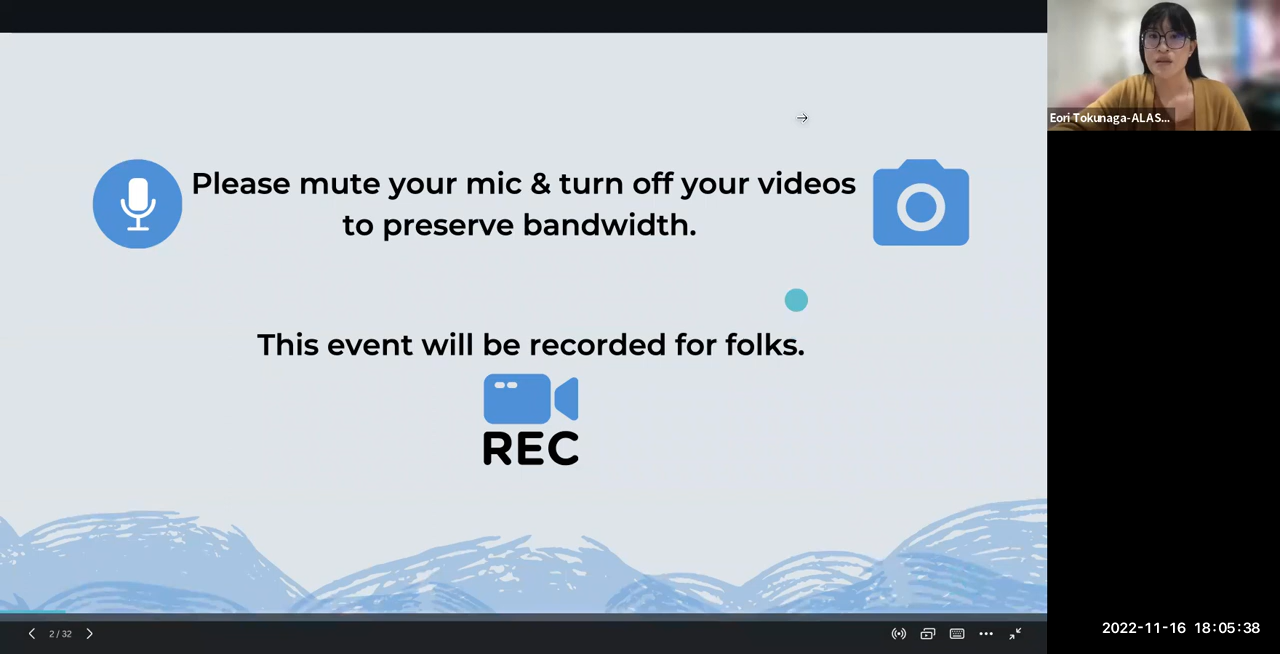 Please mute your mic & turn off your videos
to preserve bandwidth.
This event will be recorded for folks.
REC
Eori Tokunaga-ALAS...
2 / 32
2022-11-16 18:05:38